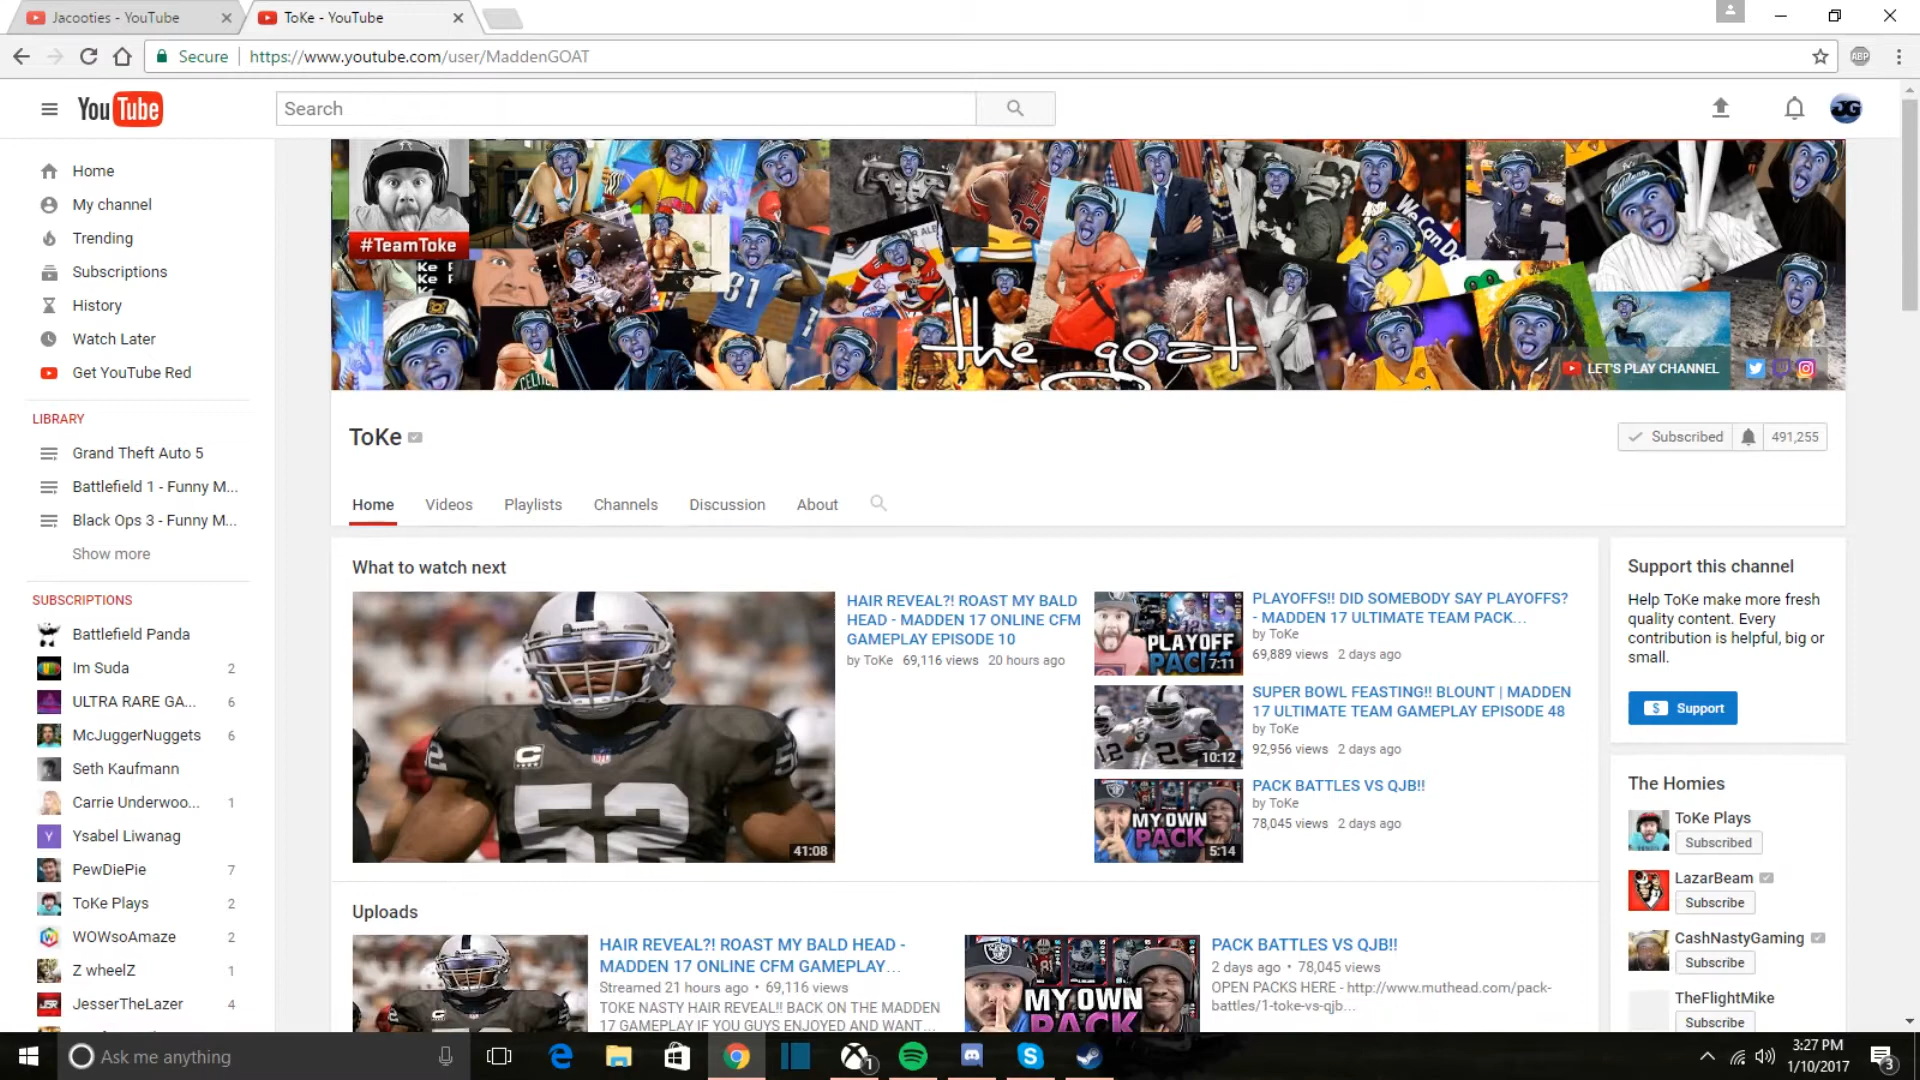 Jacooties - YouTube
ToKe - YouTube
Secure
https://www.youtube.com/user/MaddenGOAT
ABP
YouTube
Search
JG
Home
My channel
Trending
Subscriptions
History
Watch Later
Get YouTube Red
LIBRARY
Grand Theft Auto 5
Battlefield 1 - Funny M...
Black Ops 3 - Funny M...
Show more
SUBSCRIPTIONS
Battlefield Panda
Im Suda 2
ULTRA RARE GA... 6
McJuggerNuggets 6
Seth Kaufmann
Carrie Underwoo... 1
Y
Ysabel Liwanag
PewDiePie 7
ToKe Plays 2
WOWsoAmaze 2
Z wheelZ 1
JesserTheLazer 4
#TeamToke
We Can Do
81
CELTIC
the goat
LET'S PLAY CHANNEL
ToKe
Subscribed 491,255
Home Videos Playlists Channels Discussion About
What to watch next
52
41:08
HAIR REVEAL?! ROAST MY BALD
HEAD - MADDEN 17 ONLINE CFM
GAMEPLAY EPISODE 10
by ToKe 69,116 views 20 hours ago
PLAYOFF
PACKS
7:11
PLAYOFFS!! DID SOMEBODY SAY PLAYOFFS?
- MADDEN 17 ULTIMATE TEAM PACK...
by ToKe
69,889 views 2 days ago
10:12
SUPER BOWL FEASTING!! BLOUNT | MADDEN
17 ULTIMATE TEAM GAMEPLAY EPISODE 48
by ToKe
92,956 views 2 days ago
MY OWN
PACK
5:14
PACK BATTLES VS QJB!!
by ToKe
78,045 views 2 days ago
Uploads
HAIR REVEAL?! ROAST MY BALD HEAD -
MADDEN 17 ONLINE CFM GAMEPLAY...
Streamed 21 hours ago • 69,116 views
TOKE NASTY HAIR REVEAL!! BACK ON THE MADDEN
17 GAMEPLAY IF YOU GUYS ENJOYED AND WANT...
MY OWN
PACK
PACK BATTLES VS QJB!!
2 days ago • 78,045 views
OPEN PACKS HERE - http://www.muthead.com/pack-
battles/1-toke-vs-qjb...
Support this channel
Help ToKe make more fresh
quality content. Every
contribution is helpful, big or
small.
$ Support
The Homies
ToKe Plays
Subscribed
LazarBeam
Subscribe
CashNastyGaming
Subscribe
TheFlightMike
Subscribe
Ask me anything
1
3:27 PM
1/10/2017
3